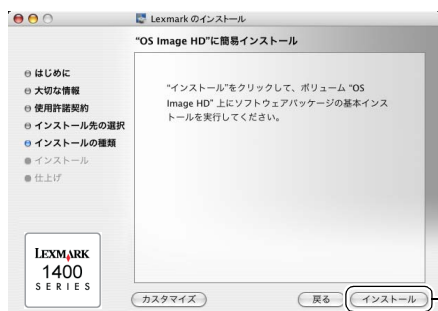 Lexmark のインストール
“OS Image HD”に簡易インストール
はじめに
大切な情報
使用許諾契約
インストール先の選択
インストールの種類
インストール
仕上げ
“インストール”をクリックして、ボリューム “OS
Image HD” 上にソフトウェアパッケージの基本インス
トールを実行してください。
LEXMARK
1400
SERIES
カスタマイズ
戻る
インストール